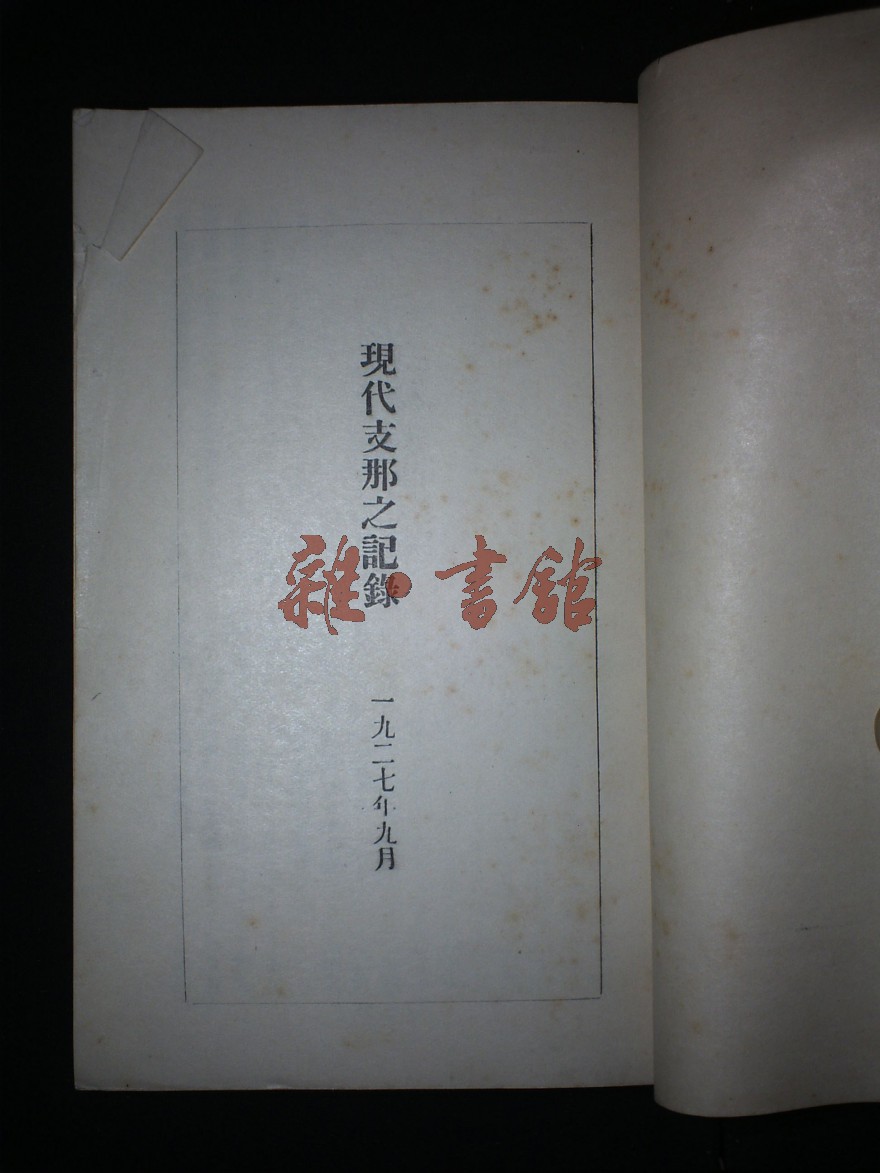 現代支那之記錄
一九二七年九月
雜·書館